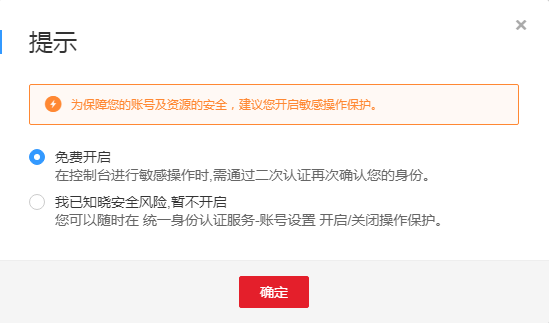 提示
为保障您的账号及资源的安全，建议您开启敏感操作保护。
免费开启
在控制台进行敏感操作时,需通过二次认证再次确认您的身份。
我已知晓安全风险,暂不开启
您可以随时在 统一身份认证服务-账号设置 开启/关闭操作保护。
确定